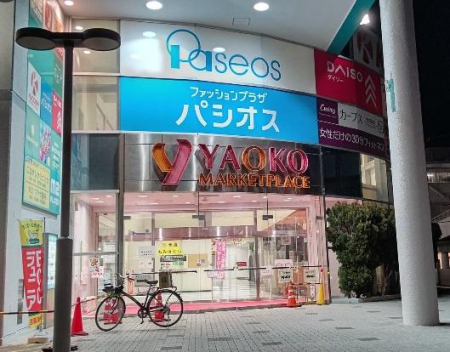 Paseos
ファッションプラザ
パシオス
YAOKO
MARKETPLACE
DAISO
ダイソー
Curves
カーブス
女性だけの30分フィットネス